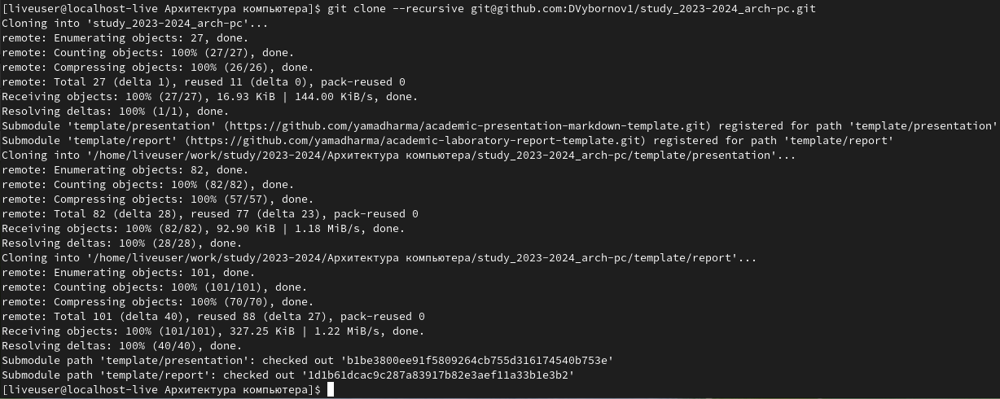 [liveuser@localhost-live Архитектура компьютера]$ git clone --recursive git@github.com:DVybornov1/study_2023-2024_arch-pc.git
Cloning into 'study_2023-2024_arch-pc'...
remote: Enumerating objects: 27, done.
remote: Counting objects: 100% (27/27), done.
remote: Compressing objects: 100% (26/26), done.
remote: Total 27 (delta 1), reused 11 (delta 0), pack-reused 0
Receiving objects: 100% (27/27), 16.93 KiB | 144.00 KiB/s, done.
Resolving deltas: 100% (1/1), done.
Submodule 'template/presentation' (https://github.com/yamadharma/academic-presentation-markdown-template.git) registered for path 'template/presentation'
Submodule 'template/report' (https://github.com/yamadharma/academic-laboratory-report-template.git) registered for path 'template/report'
Cloning into '/home/liveuser/work/study/2023-2024/Архитектура компьютера/study_2023-2024_arch-pc/template/presentation'...
remote: Enumerating objects: 82, done.
remote: Counting objects: 100% (82/82), done.
remote: Compressing objects: 100% (57/57), done.
remote: Total 82 (delta 28), reused 77 (delta 23), pack-reused 0
Receiving objects: 100% (82/82), 92.90 KiB | 1.18 MiB/s, done.
Resolving deltas: 100% (28/28), done.
Cloning into '/home/liveuser/work/study/2023-2024/Архитектура компьютера/study_2023-2024_arch-pc/template/report'...
remote: Enumerating objects: 101, done.
remote: Counting objects: 100% (101/101), done.
remote: Compressing objects: 100% (70/70), done.
remote: Total 101 (delta 40), reused 88 (delta 27), pack-reused 0
Receiving objects: 100% (101/101), 327.25 KiB | 1.22 MiB/s, done.
Resolving deltas: 100% (40/40), done.
Submodule path 'template/presentation': checked out 'b1be3800ee91f5809264cb755d316174540b753e'
Submodule path 'template/report': checked out '1d1b61dcac9c287a83917b82e3aef11a33b1e3b2'
[liveuser@localhost-live Архитектура компьютера]$